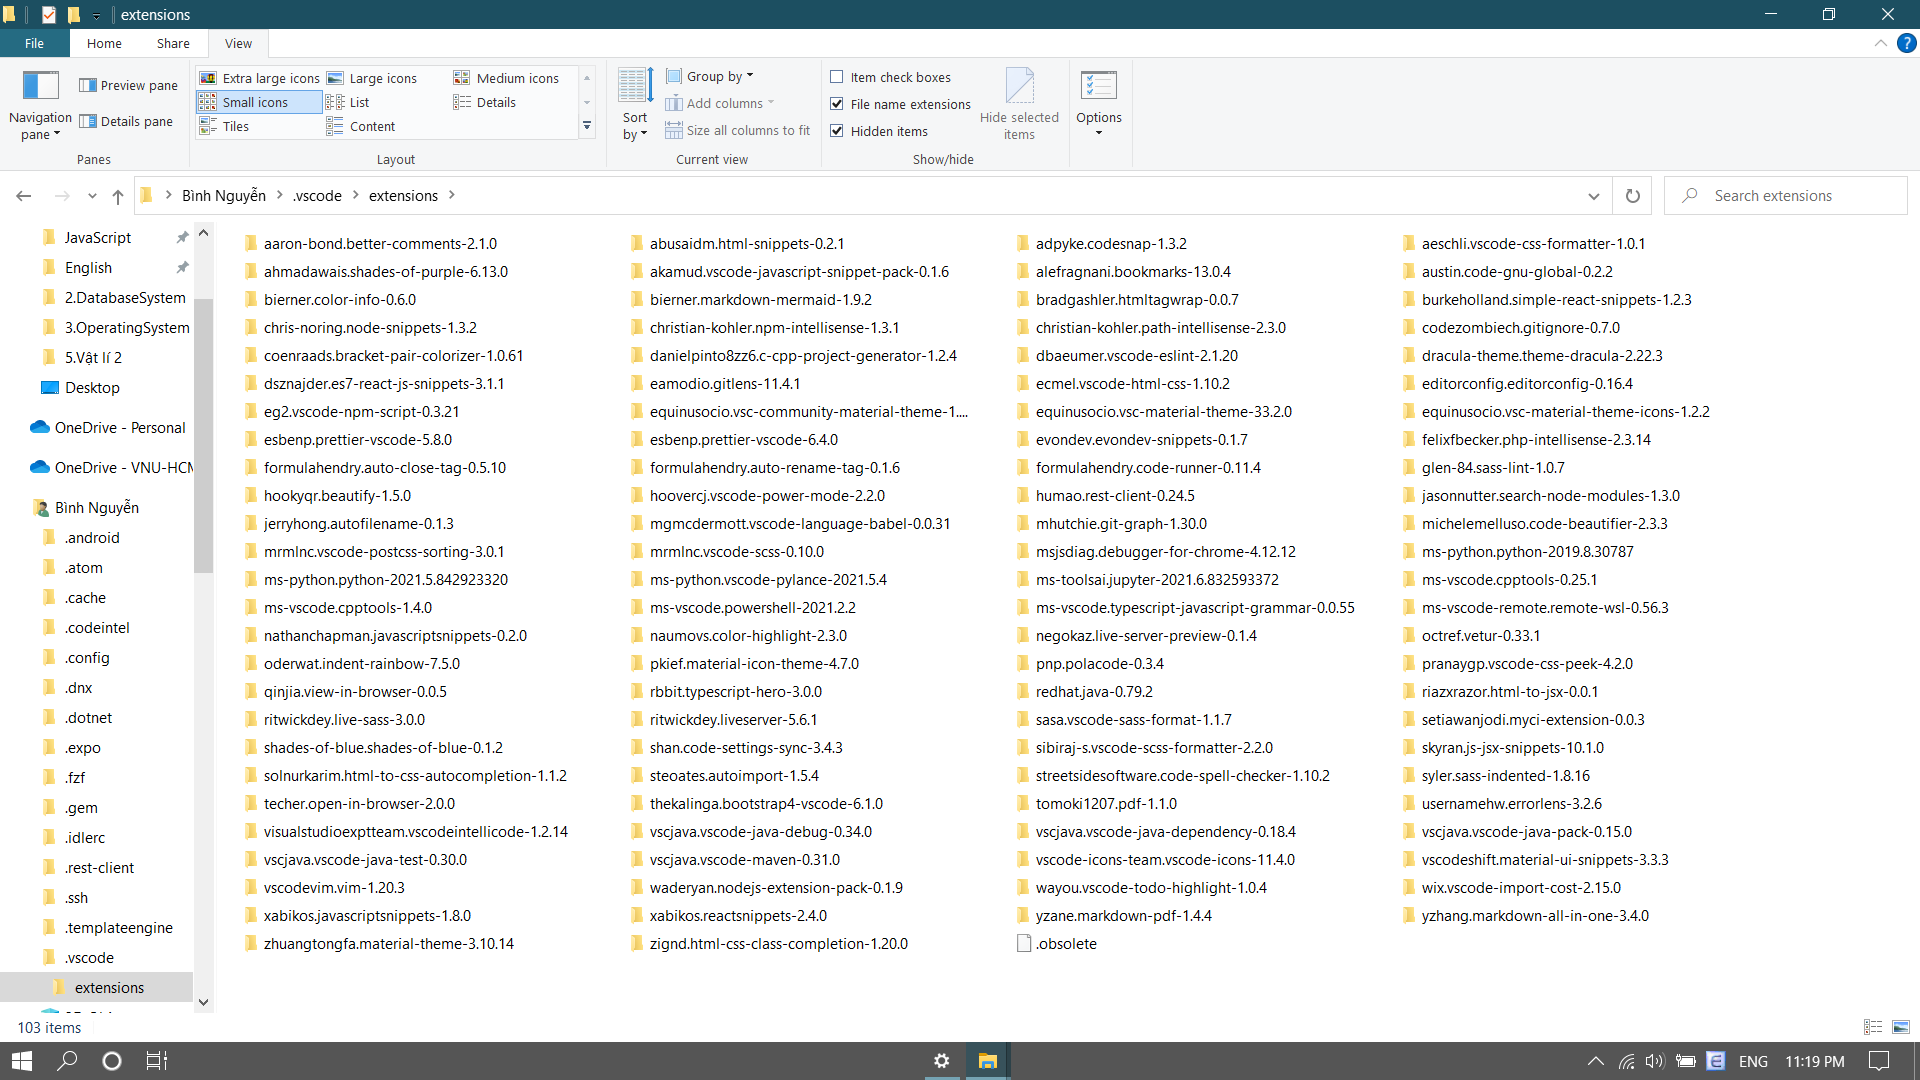 extensions
File Home Share View
Navigation pane
Preview pane
Details pane
Panes
Extra large icons Large icons Medium icons
Small icons List Details
Tiles Content
Layout
Sort by
Group by
Add columns
Size all columns to fit
Current view
Item check boxes
File name extensions
Hidden items
Hide selected items
Show/hide
Options
Bình Nguyễn .vscode extensions
Search extensions
JavaScript
English
2.DatabaseSystem
3.OperatingSystem
5.Vật lí 2
Desktop
OneDrive - Personal
OneDrive - VNU-HCM
Bình Nguyễn
.android
.atom
.cache
.codeintel
.config
.dnx
.dotnet
.expo
.fzf
.gem
.idlerc
.rest-client
.ssh
.templateengine
.vscode
extensions
aaron-bond.better-comments-2.1.0 abusaidm.html-snippets-0.2.1 adpyke.codesnap-1.3.2 aeschli.vscode-css-formatter-1.0.1
ahmadawais.shades-of-purple-6.13.0 akamud.vscode-javascript-snippet-pack-0.1.6 alefragnani.bookmarks-13.0.4 austin.code-gnu-global-0.2.2
bierner.color-info-0.6.0 bierner.markdown-mermaid-1.9.2 bradgashler.htmltagwrap-0.0.7 burkeholland.simple-react-snippets-1.2.3
chris-noring.node-snippets-1.3.2 christian-kohler.npm-intellisense-1.3.1 christian-kohler.path-intellisense-2.3.0 codezombiech.gitignore-0.7.0
coenraads.bracket-pair-colorizer-1.0.61 danielpinto8zz6.c-cpp-project-generator-1.2.4 dbaeumer.vscode-eslint-2.1.20 dracula-theme.theme-dracula-2.22.3
dsznajder.es7-react-js-snippets-3.1.1 eamodio.gitlens-11.4.1 ecmel.vscode-html-css-1.10.2 editorconfig.editorconfig-0.16.4
eg2.vscode-npm-script-0.3.21 equinusocio.vsc-community-material-theme-1.... equinusocio.vsc-material-theme-33.2.0 equinusocio.vsc-material-theme-icons-1.2.2
esbenp.prettier-vscode-5.8.0 esbenp.prettier-vscode-6.4.0 evondev.evondev-snippets-0.1.7 felixfbecker.php-intellisense-2.3.14
formulahendry.auto-close-tag-0.5.10 formulahendry.auto-rename-tag-0.1.6 formulahendry.code-runner-0.11.4 glen-84.sass-lint-1.0.7
hookyqr.beautify-1.5.0 hoovercj.vscode-power-mode-2.2.0 humao.rest-client-0.24.5 jasonnutter.search-node-modules-1.3.0
jerryhong.autofilename-0.1.3 mgmcdermott.vscode-language-babel-0.0.31 mhutchie.git-graph-1.30.0 michelemelluso.code-beautifier-2.3.3
mrmlnc.vscode-postcss-sorting-3.0.1 mrmlnc.vscode-scss-0.10.0 msjsdiag.debugger-for-chrome-4.12.12 ms-python.python-2019.8.30787
ms-python.python-2021.5.842923320 ms-python.vscode-pylance-2021.5.4 ms-toolsai.jupyter-2021.6.832593372 ms-vscode.cpptools-0.25.1
ms-vscode.cpptools-1.4.0 ms-vscode.powershell-2021.2.2 ms-vscode.typescript-javascript-grammar-0.0.55 ms-vscode-remote.remote-wsl-0.56.3
nathanchapman.javascriptsnippets-0.2.0 naumovs.color-highlight-2.3.0 negokaz.live-server-preview-0.1.4 octref.vetur-0.33.1
oderwat.indent-rainbow-7.5.0 pkief.material-icon-theme-4.7.0 pnp.polacode-0.3.4 pranaygp.vscode-css-peek-4.2.0
qinjia.view-in-browser-0.0.5 rbbit.typescript-hero-3.0.0 redhat.java-0.79.2 riazxrazor.html-to-jsx-0.0.1
ritwickdey.live-sass-3.0.0 ritwickdey.liveserver-5.6.1 sasa.vscode-sass-format-1.1.7 setiawanjodi.myci-extension-0.0.3
shades-of-blue.shades-of-blue-0.1.2 shan.code-settings-sync-3.4.3 sibiraj-s.vscode-scss-formatter-2.2.0 skyran.js-jsx-snippets-10.1.0
solnurkarim.html-to-css-autocompletion-1.1.2 steoates.autoimport-1.5.4 streetsidesoftware.code-spell-checker-1.10.2 syler.sass-indented-1.8.16
techer.open-in-browser-2.0.0 thekalinga.bootstrap4-vscode-6.1.0 tomoki1207.pdf-1.1.0 usernamehw.errorlens-3.2.6
visualstudioexptteam.vscodeintellicode-1.2.14 vscjava.vscode-java-debug-0.34.0 vscjava.vscode-java-dependency-0.18.4 vscjava.vscode-java-pack-0.15.0
vscjava.vscode-java-test-0.30.0 vscjava.vscode-maven-0.31.0 vscode-icons-team.vscode-icons-11.4.0 vscodeshift.material-ui-snippets-3.3.3
vscodevim.vim-1.20.3 waderyan.nodejs-extension-pack-0.1.9 wayou.vscode-todo-highlight-1.0.4 wix.vscode-import-cost-2.15.0
xabikos.javascriptsnippets-1.8.0 xabikos.reactsnippets-2.4.0 yzane.markdown-pdf-1.4.4 yzhang.markdown-all-in-one-3.4.0
zhuangtongfa.material-theme-3.10.14 zignd.html-css-class-completion-1.20.0 .obsolete
103 items
ENG 11:19 PM